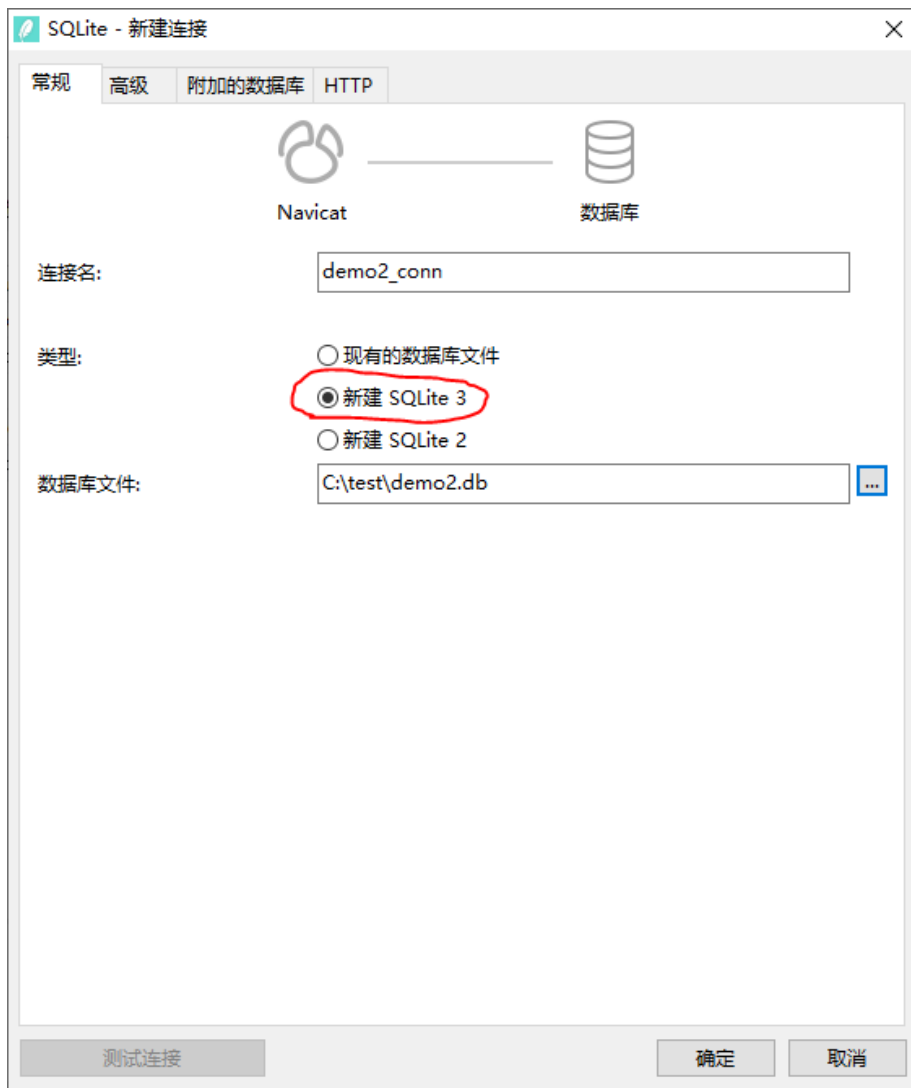 SQLite - 新建连接
常规 高级 附加的数据库 HTTP
Navicat 数据库
连接名: demo2_conn
类型: 现有的数据库文件
新建 SQLite 3
新建 SQLite 2
数据库文件: C:\test\demo2.db ...
测试连接 确定 取消